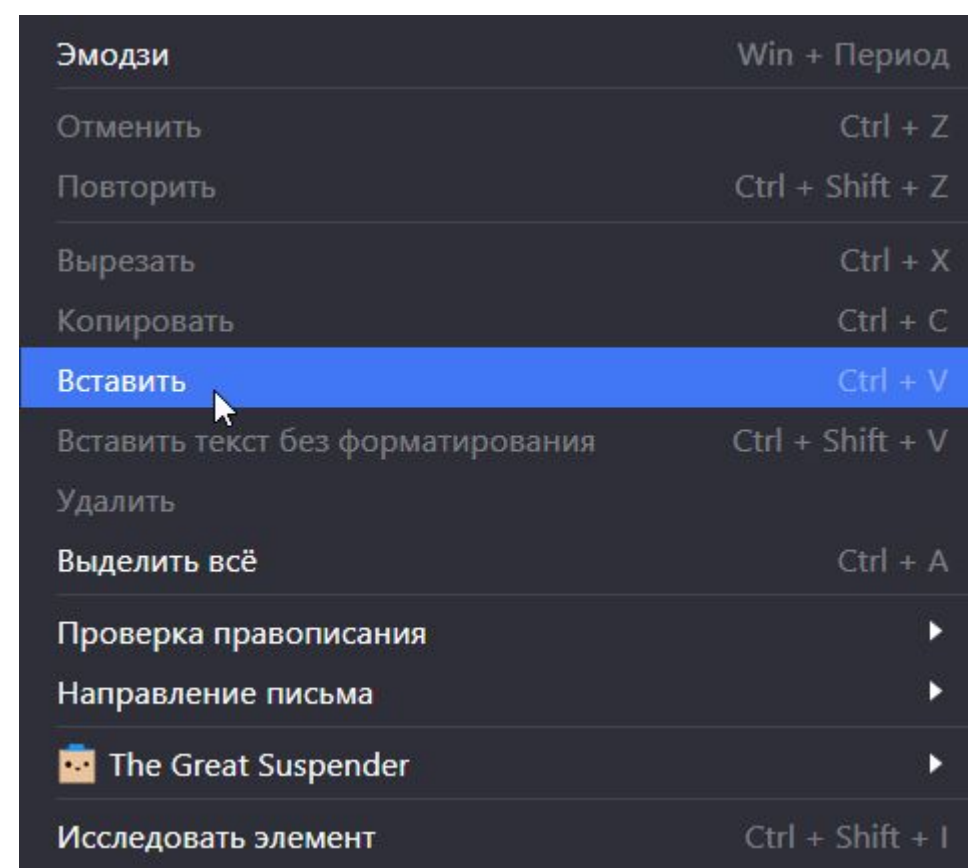 Эмодзи Win + Период
Отменить Ctrl + Z
Повторить Ctrl + Shift + Z
Вырезать Ctrl + X
Копировать Ctrl + C
Вставить Ctrl + V
Вставить текст без форматирования Ctrl + Shift + V
Удалить
Выделить всё Ctrl + A
Проверка правописания
Направление письма
The Great Suspender
Исследовать элемент Ctrl + Shift + I